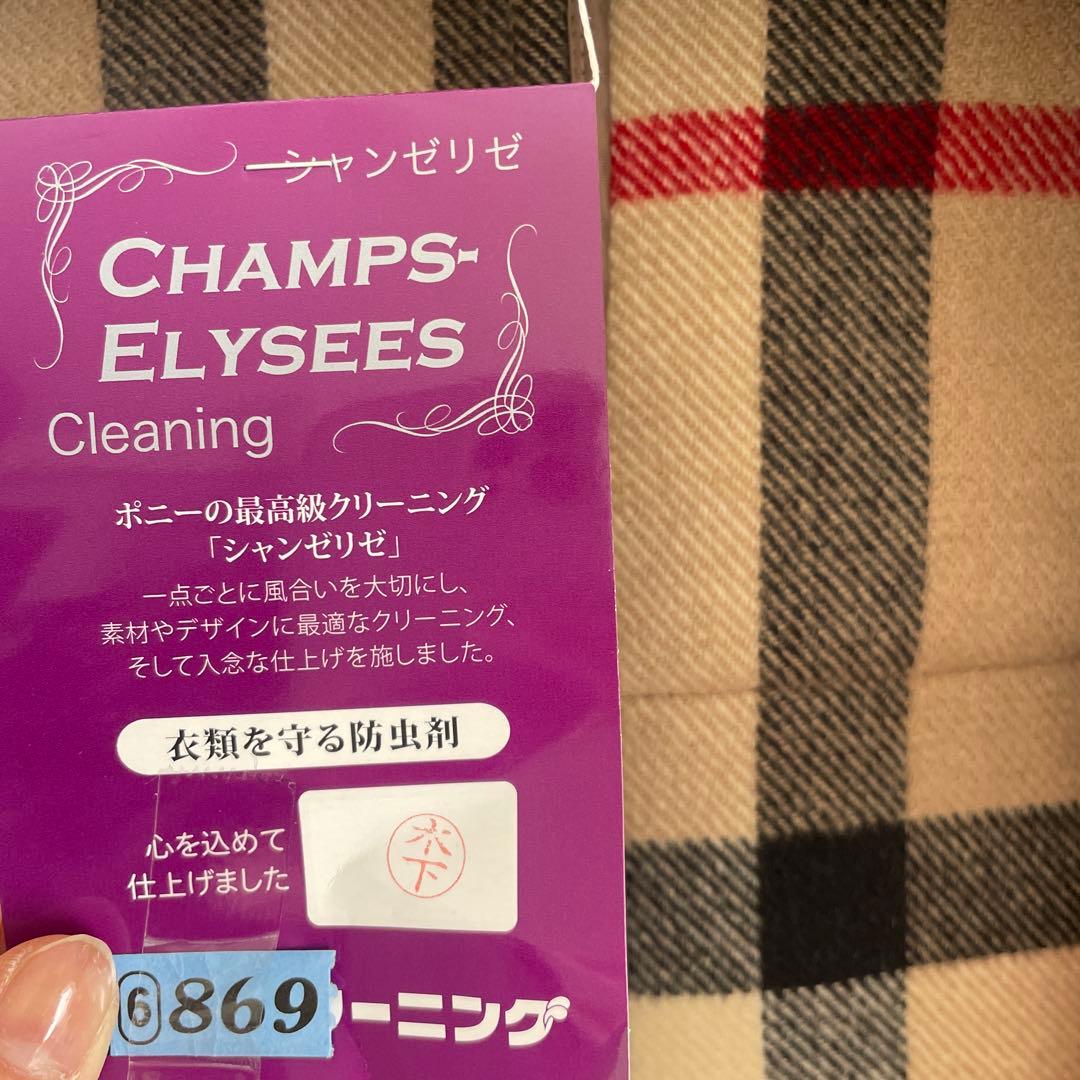 シャンゼリゼ
CHAMPS-
ELYSEES
Cleaning
ポニーの最高級クリーニング
「シャンゼリゼ」
一点ごとに風合いを大切にし、
素材やデザインに最適なクリーニング、
そして入念な仕上げを施しました。
衣類を守る防虫剤
心を込めて
仕上げました
木下
⑥869
ーニング